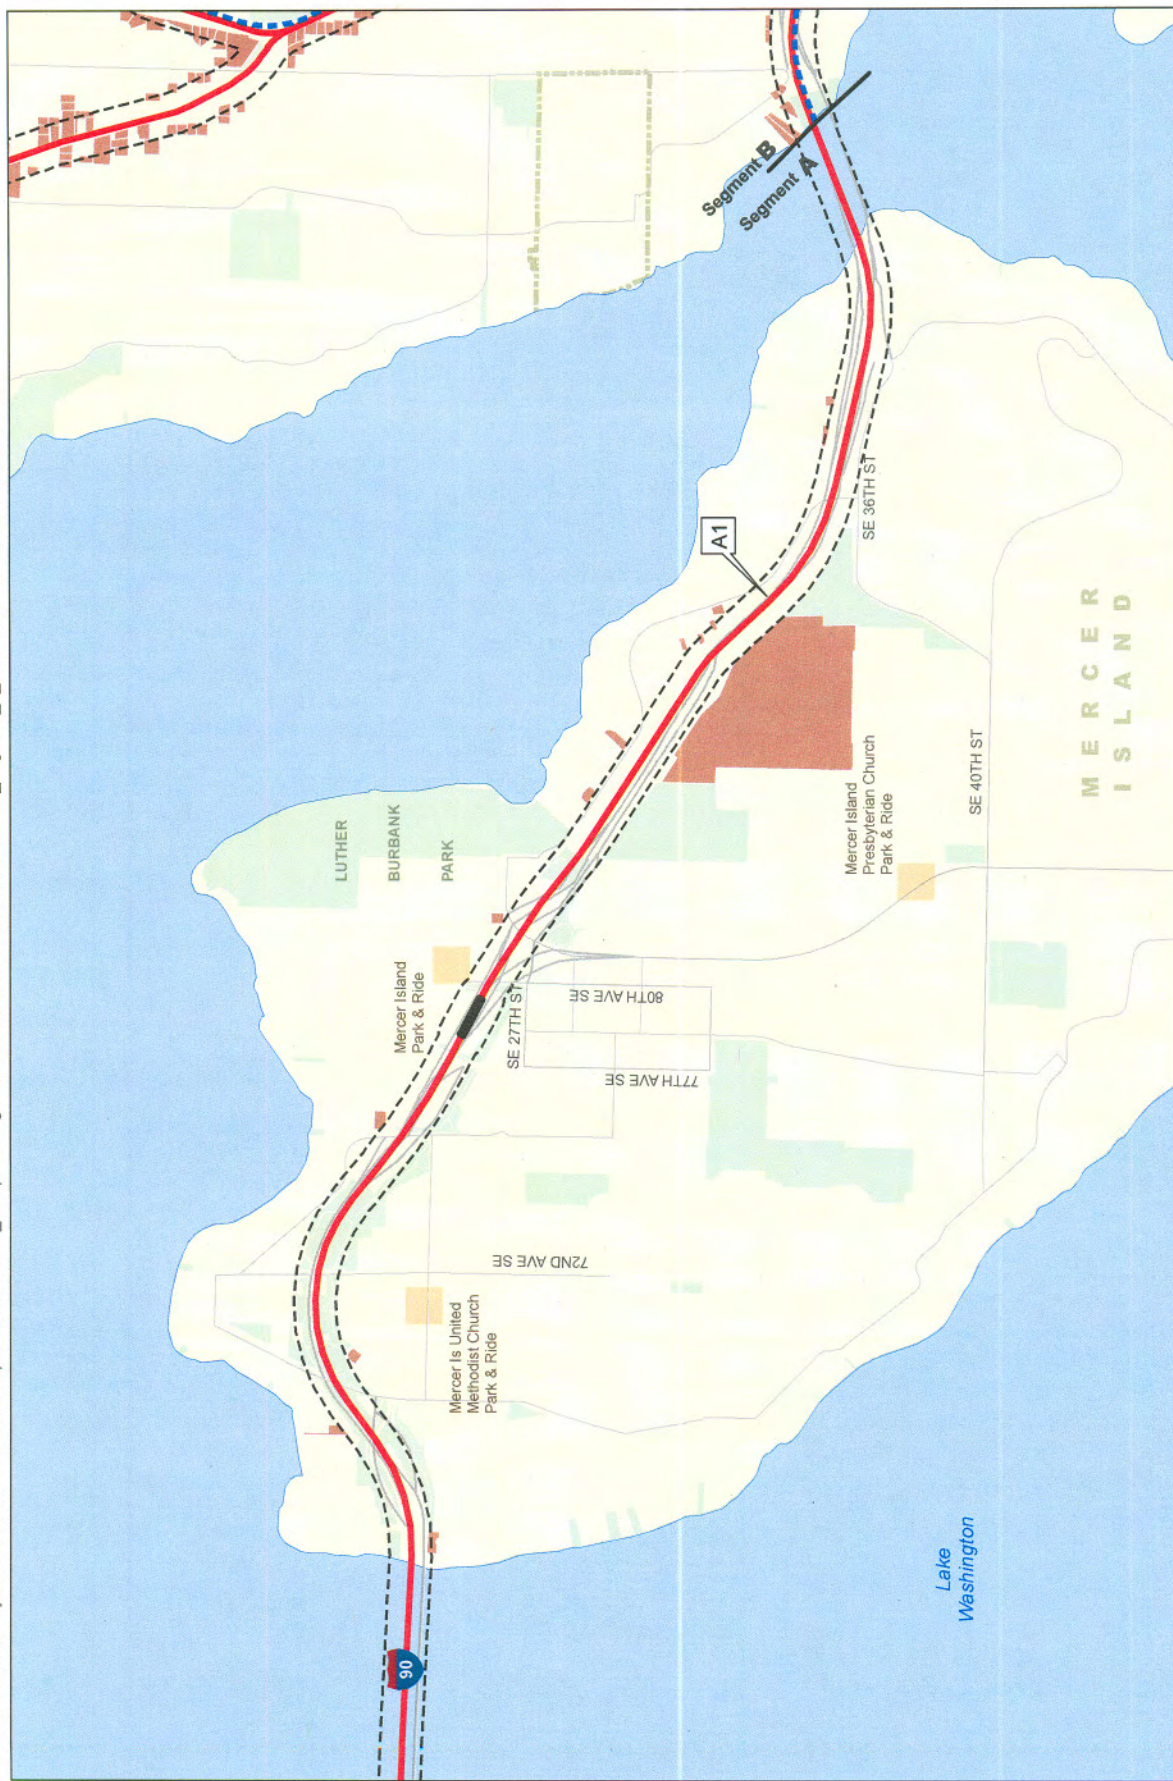 Segment B
Segment A
A1
SE 36TH ST
LUTHER
BURBANK
PARK
MERCER
ISLAND
Mercer Island
Presbyterian Church
Park & Ride
SE 40TH ST
Mercer Island
Park & Ride
SE 27TH ST
80TH AVE SE
77TH AVE SE
72ND AVE SE
Mercer Is United
Methodist Church
Park & Ride
90
Lake
Washington